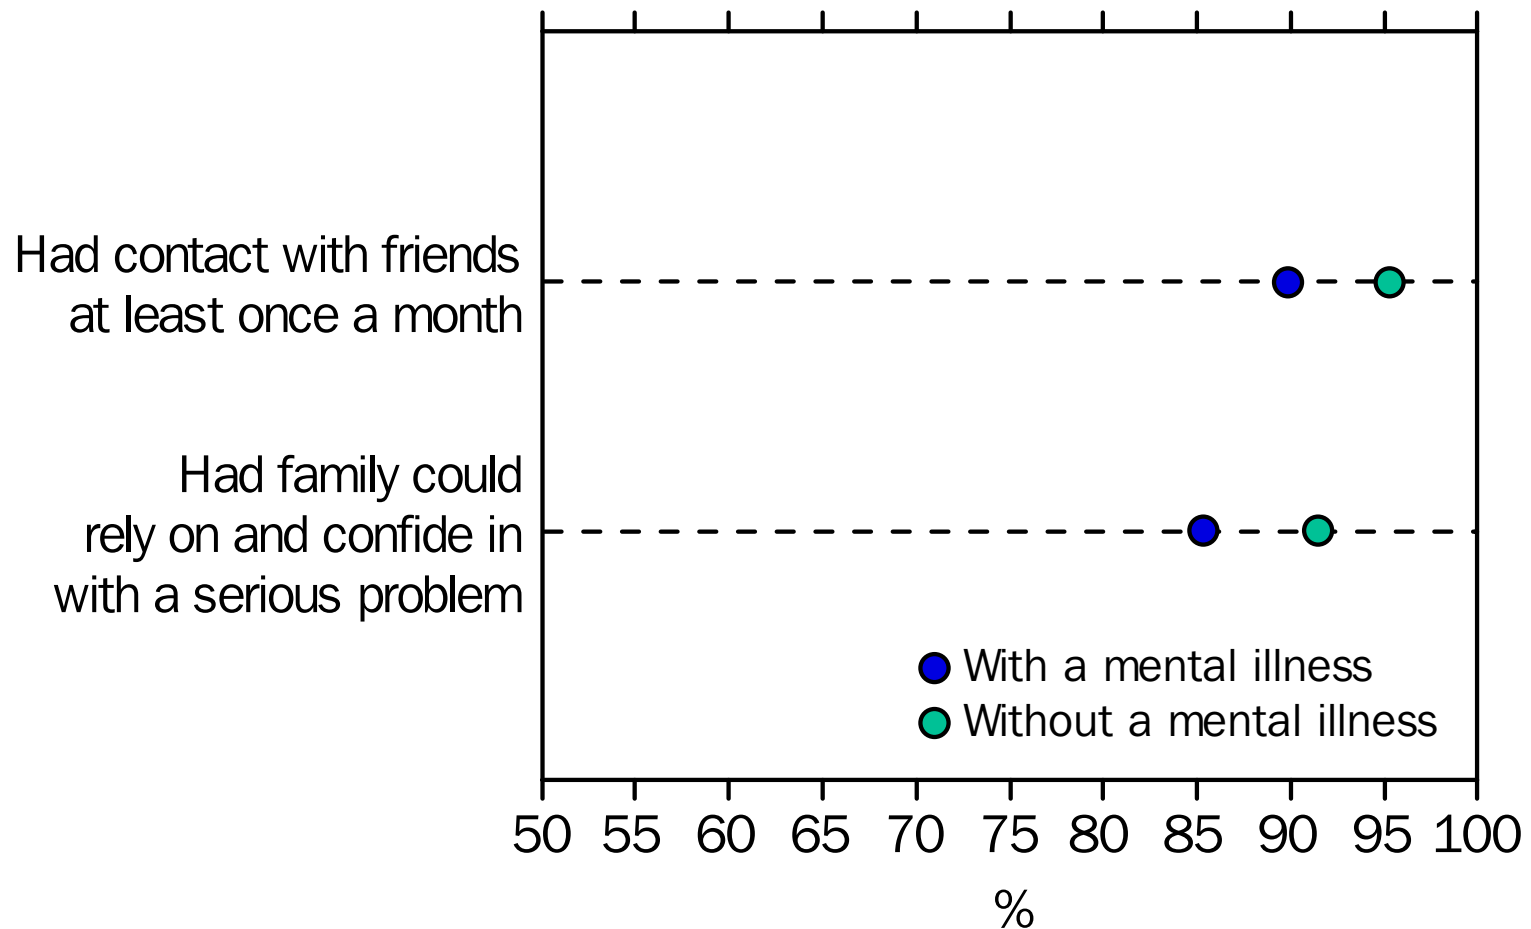 Had contact with friends
at least once a month
Had family could
rely on and confide in
with a serious problem
With a mental illness
Without a mental illness
50 55 60 65 70 75 80 85 90 95 100
%